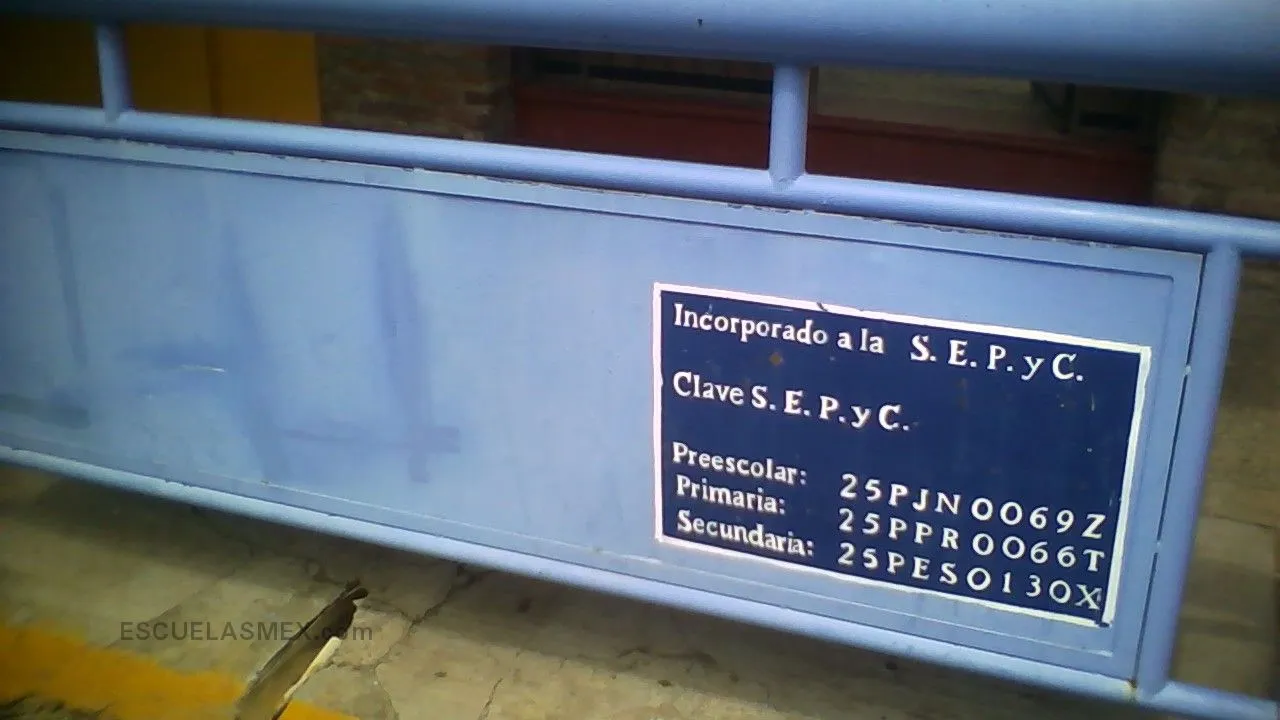 Incorporado a la S. E. P. y C.
Clave S. E. P. y C.
Preescolar: 25PJN0069Z
Primaria: 25PPR0066T
Secundaria: 25PES0130X
ESCUELASMEX.com